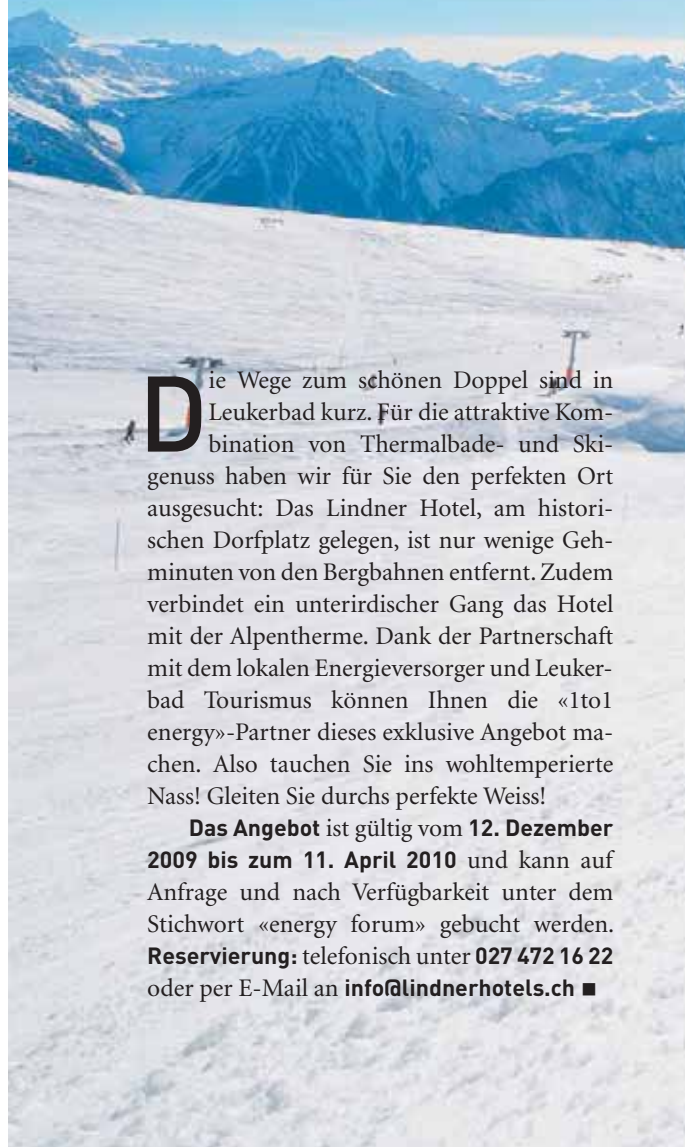 Die Wege zum schönen Doppel sind in
Leukerbad kurz. Für die attraktive Kom-
bination von Thermalbade- und Ski-
genuss haben wir für Sie den perfekten Ort
ausgesucht: Das Lindner Hotel, am histori-
schen Dorfplatz gelegen, ist nur wenige Geh-
minuten von den Bergbahnen entfernt. Zudem
verbindet ein unterirdischer Gang das Hotel
mit der Alpentherme. Dank der Partnerschaft
mit dem lokalen Energieversorger und Leuker-
bad Tourismus können Ihnen die «1to1
energy»-Partner dieses exklusive Angebot ma-
chen. Also tauchen Sie ins wohltemperierte
Nass! Gleiten Sie durchs perfekte Weiss!
Das Angebot ist gültig vom 12. Dezember
2009 bis zum 11. April 2010 und kann auf
Anfrage und nach Verfügbarkeit unter dem
Stichwort «energy forum» gebucht werden.
Reservierung: telefonisch unter 027 472 16 22
oder per E-Mail an info@lindnerhotels.ch ■